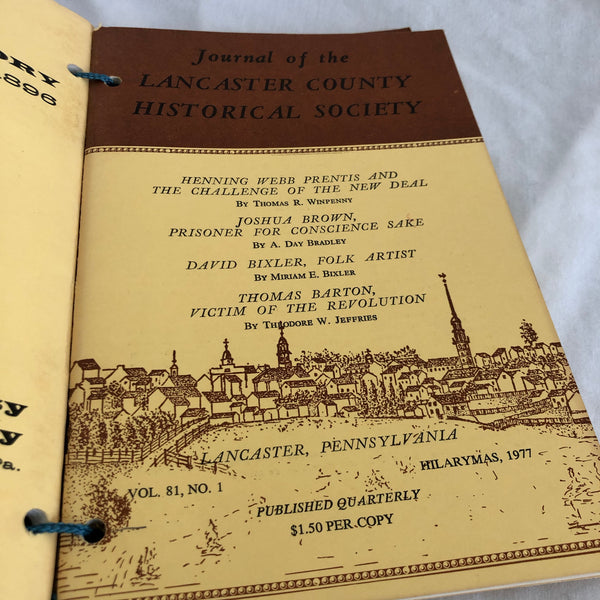 ORY
1896
Y
Pa.
Journal of the
LANCASTER COUNTY
HISTORICAL SOCIETY
HENNING WEBB PRENTIS AND
THE CHALLENGE OF THE NEW DEAL
BY THOMAS R. WINPENNY
JOSHUA BROWN,
PRISONER FOR CONSCIENCE SAKE
BY A. DAY BRADLEY
DAVID BIXLER, FOLK ARTIST
BY MIRIAM E. BIXLER
THOMAS BARTON,
VICTIM OF THE REVOLUTION
BY THEODORE W. JEFFRIES
LANCASTER, PENNSYLVANIA
VOL. 81, NO. 1
HILARYMAS, 1977
PUBLISHED QUARTERLY
$1.50 PER COPY